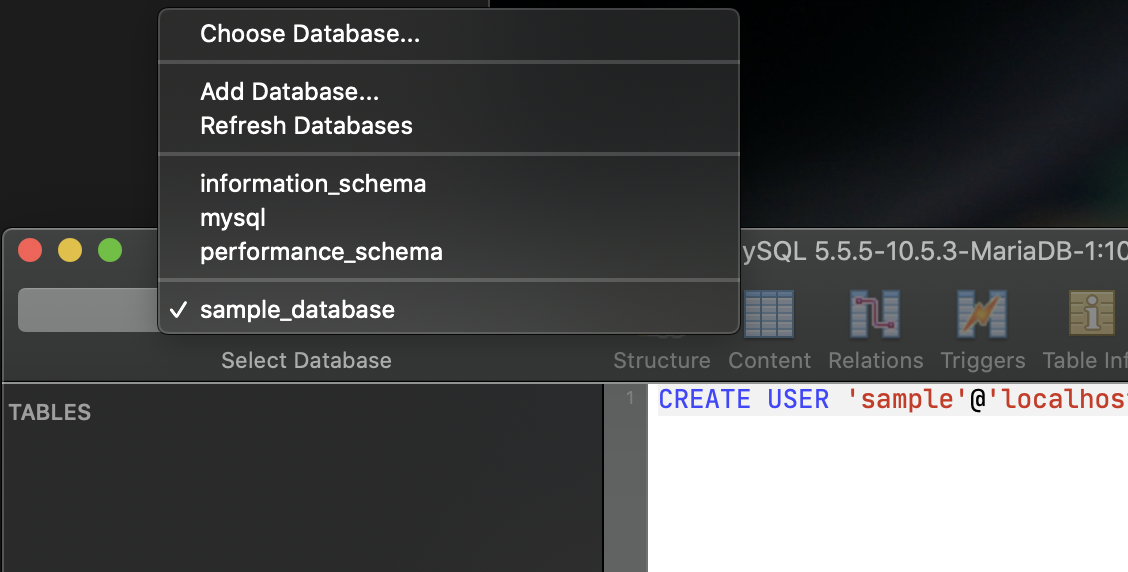 Choose Database...
Add Database...
Refresh Databases
information_schema
mysql
performance_schema
✓ sample_database
ySQL 5.5.5-10.5.3-MariaDB-1:10
Select Database
Structure Content Relations Triggers Table Inf
TABLES
1 CREATE USER 'sample'@'localhos